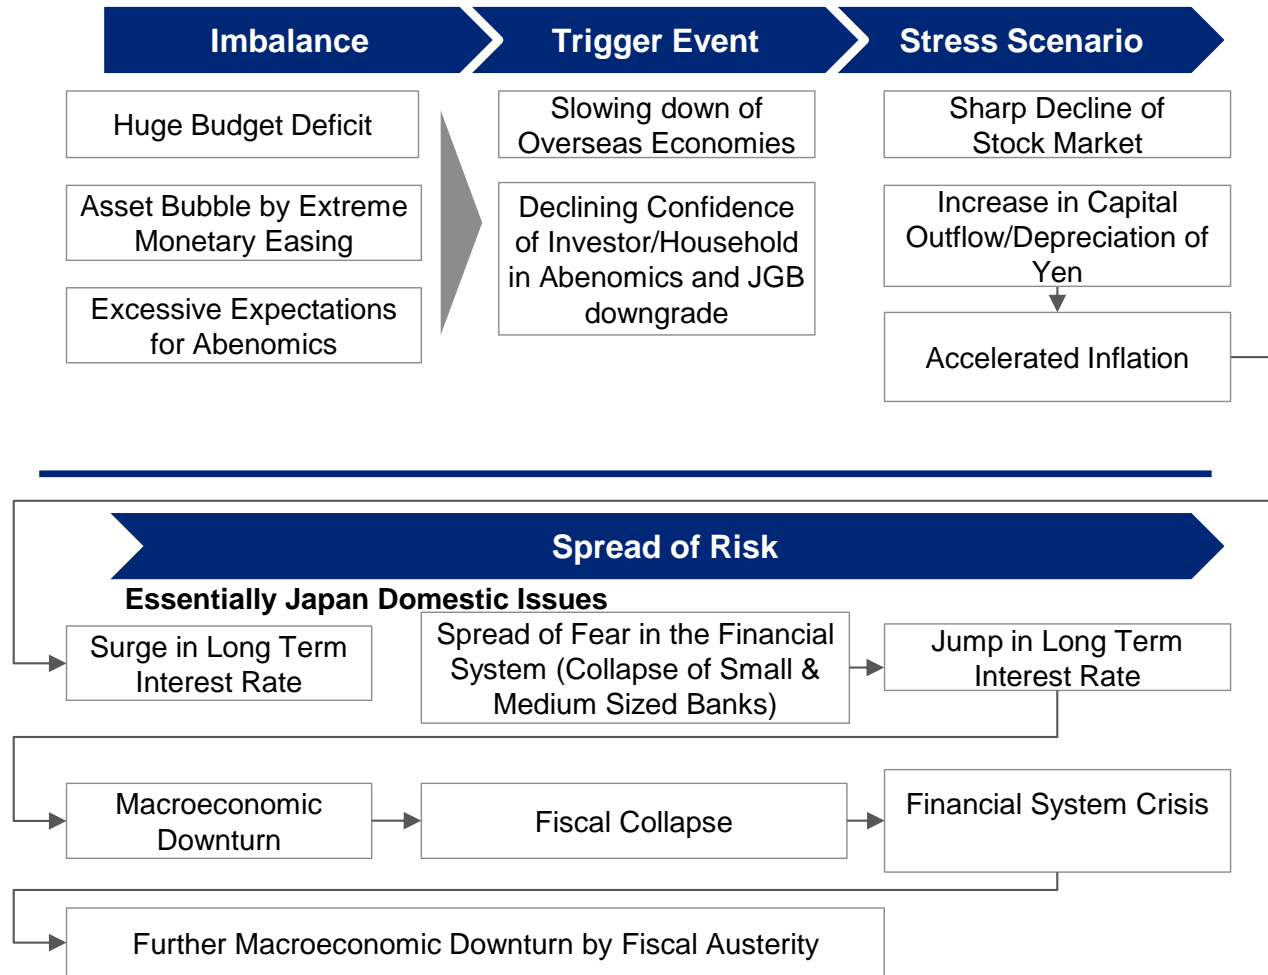 Imbalance
Trigger Event
Stress Scenario
Huge Budget Deficit
Asset Bubble by Extreme
Monetary Easing
Excessive Expectations
for Abenomics
Slowing down of
Overseas Economies
Declining Confidence
of Investor/Household
in Abenomics and JGB
downgrade
Sharp Decline of
Stock Market
Increase in Capital
Outflow/Depreciation of
Yen
Accelerated Inflation
Spread of Risk
Essentially Japan Domestic Issues
Surge in Long Term
Interest Rate
Spread of Fear in the Financial
System (Collapse of Small &
Medium Sized Banks)
Jump in Long Term
Interest Rate
Macroeconomic
Downturn
Fiscal Collapse
Financial System Crisis
Further Macroeconomic Downturn by Fiscal Austerity